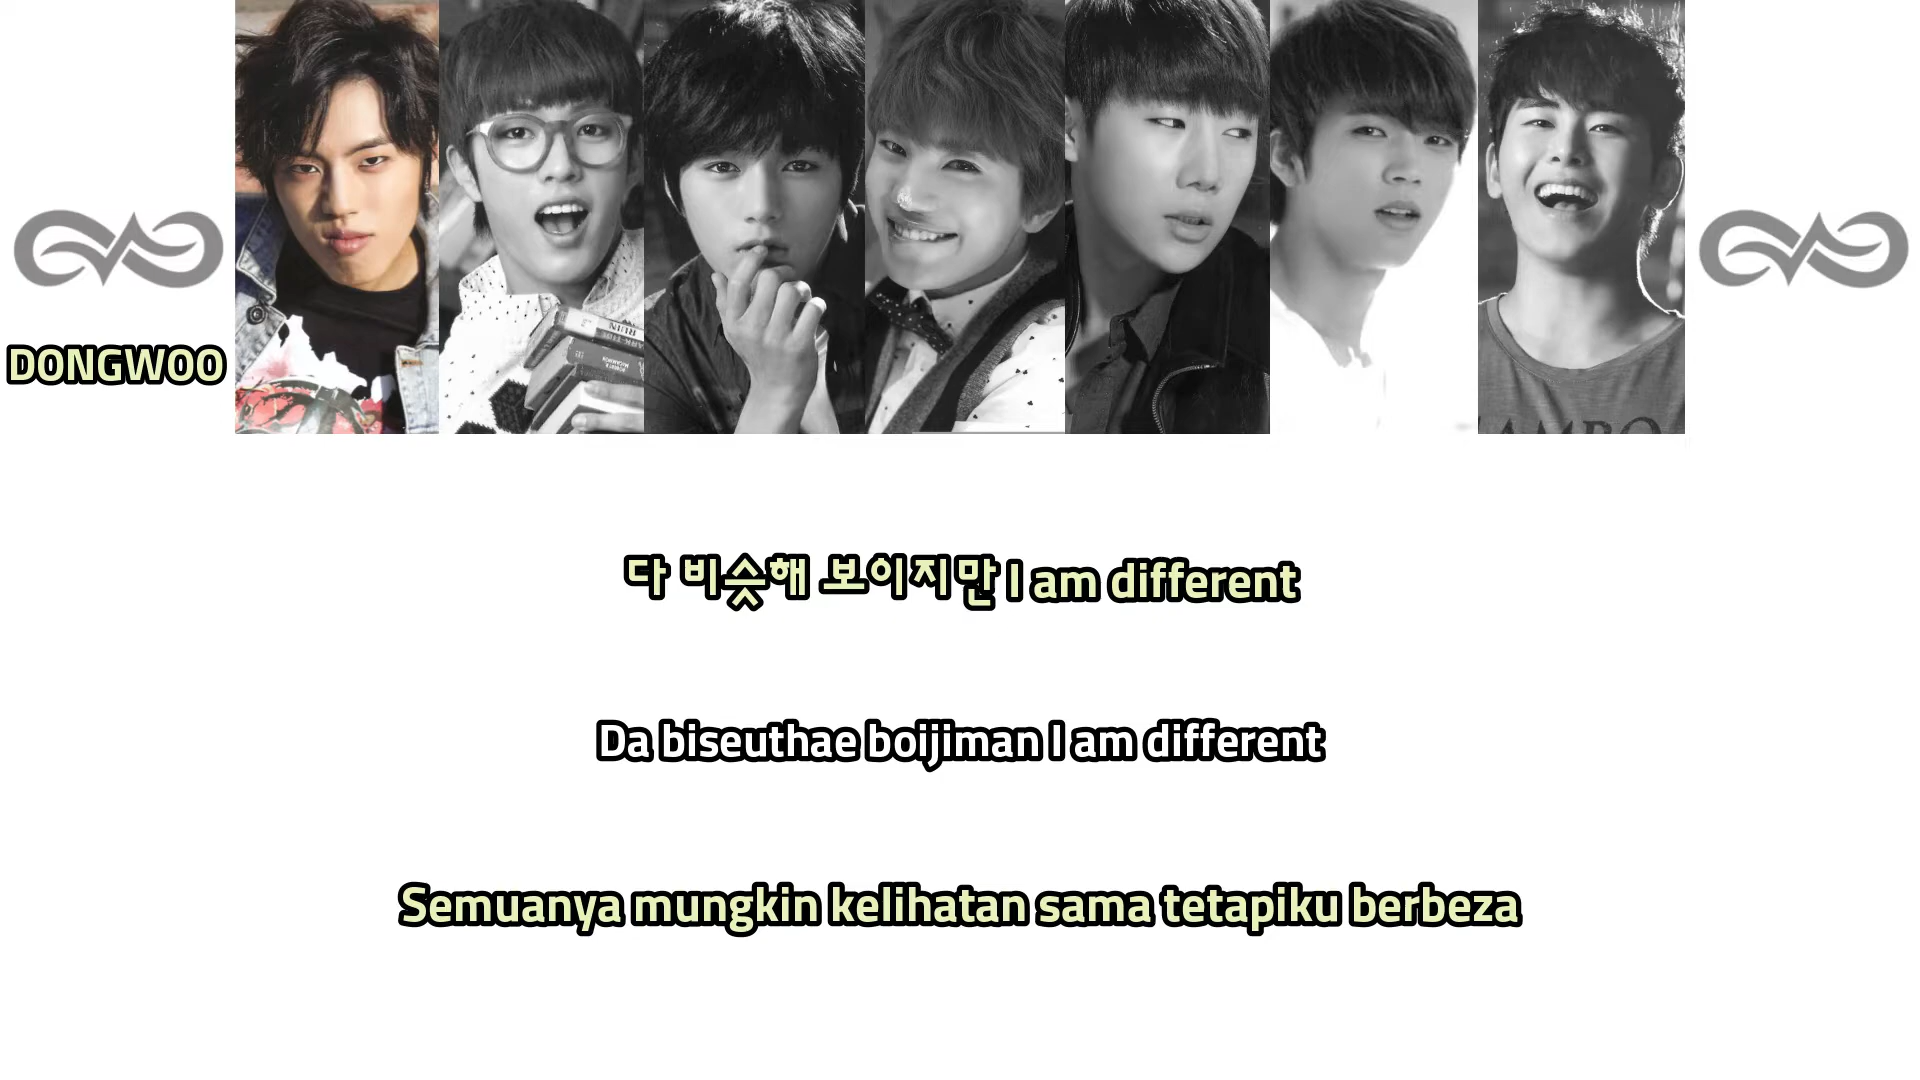 DONGWOO
RUIN
다 비슷해 보이지만 I am different
Da biseuthae boijiman I am different
Semuanya mungkin kelihatan sama tetapiku berbeza